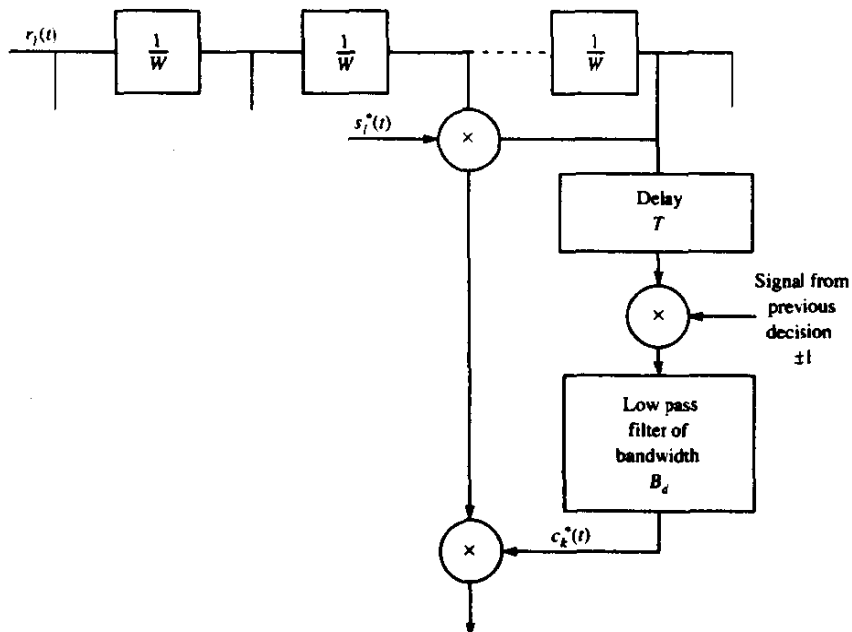 r_l(t)
1/W
1/W
1/W
s_l^*(t)
×
Delay
T
Signal from
previous
decision
±1
×
Low pass
filter of
bandwidth
B_d
×
c_k^*(t)